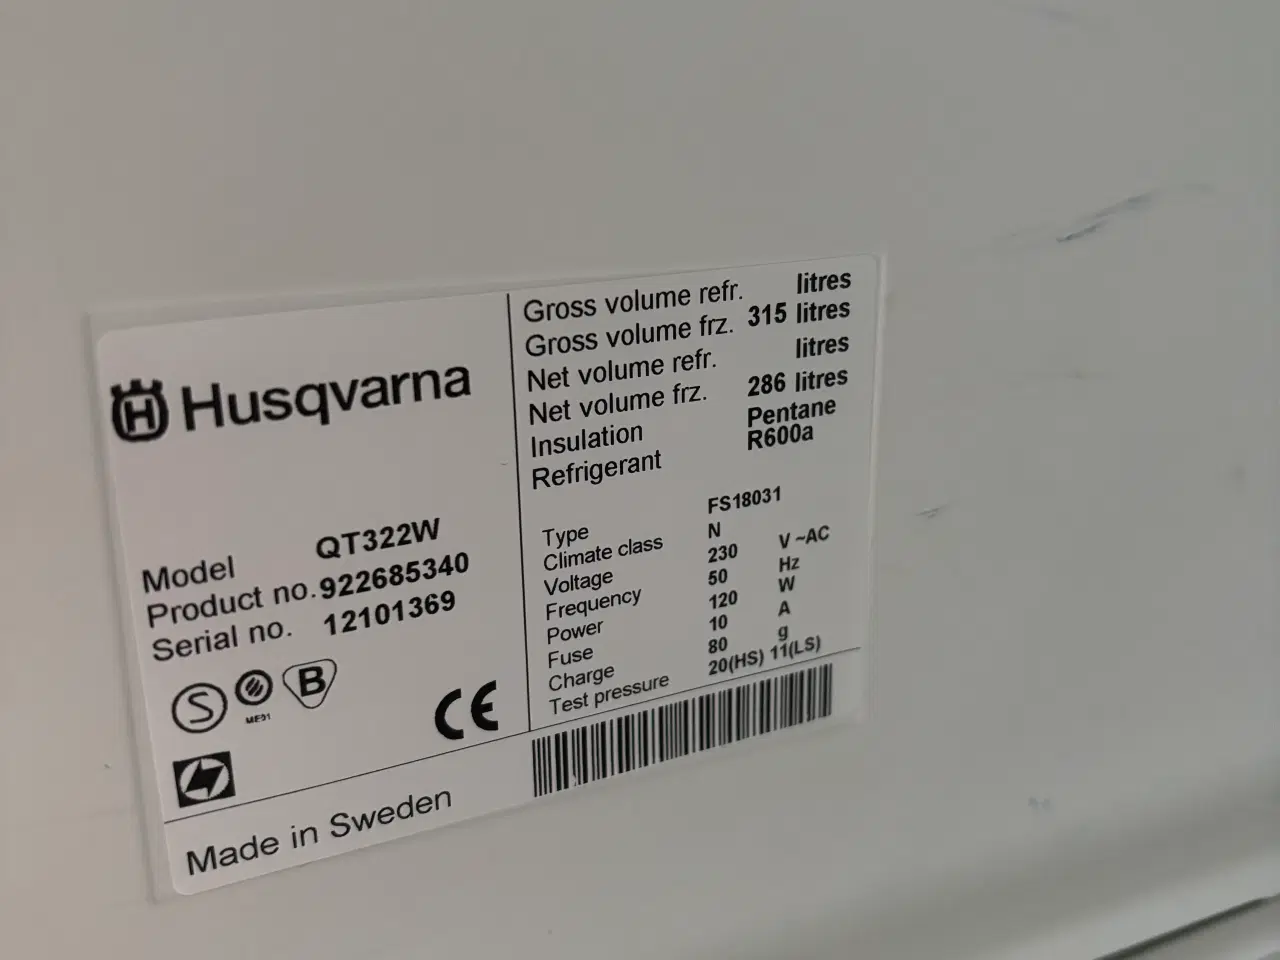 Husqvarna
Model QT322W
Product no. 922685340
Serial no. 12101369
S
ME01
B
CE
Made in Sweden
Gross volume refr. litres
Gross volume frz. 315 litres
Net volume refr. litres
Net volume frz. 286 litres
Insulation Pentane
Refrigerant R600a
Type FS18031
Climate class N
Voltage 230 V ~AC
Frequency 50 Hz
Power 120 W
Fuse 10 A
Charge 80 g
Test pressure 20(HS) 11(LS)